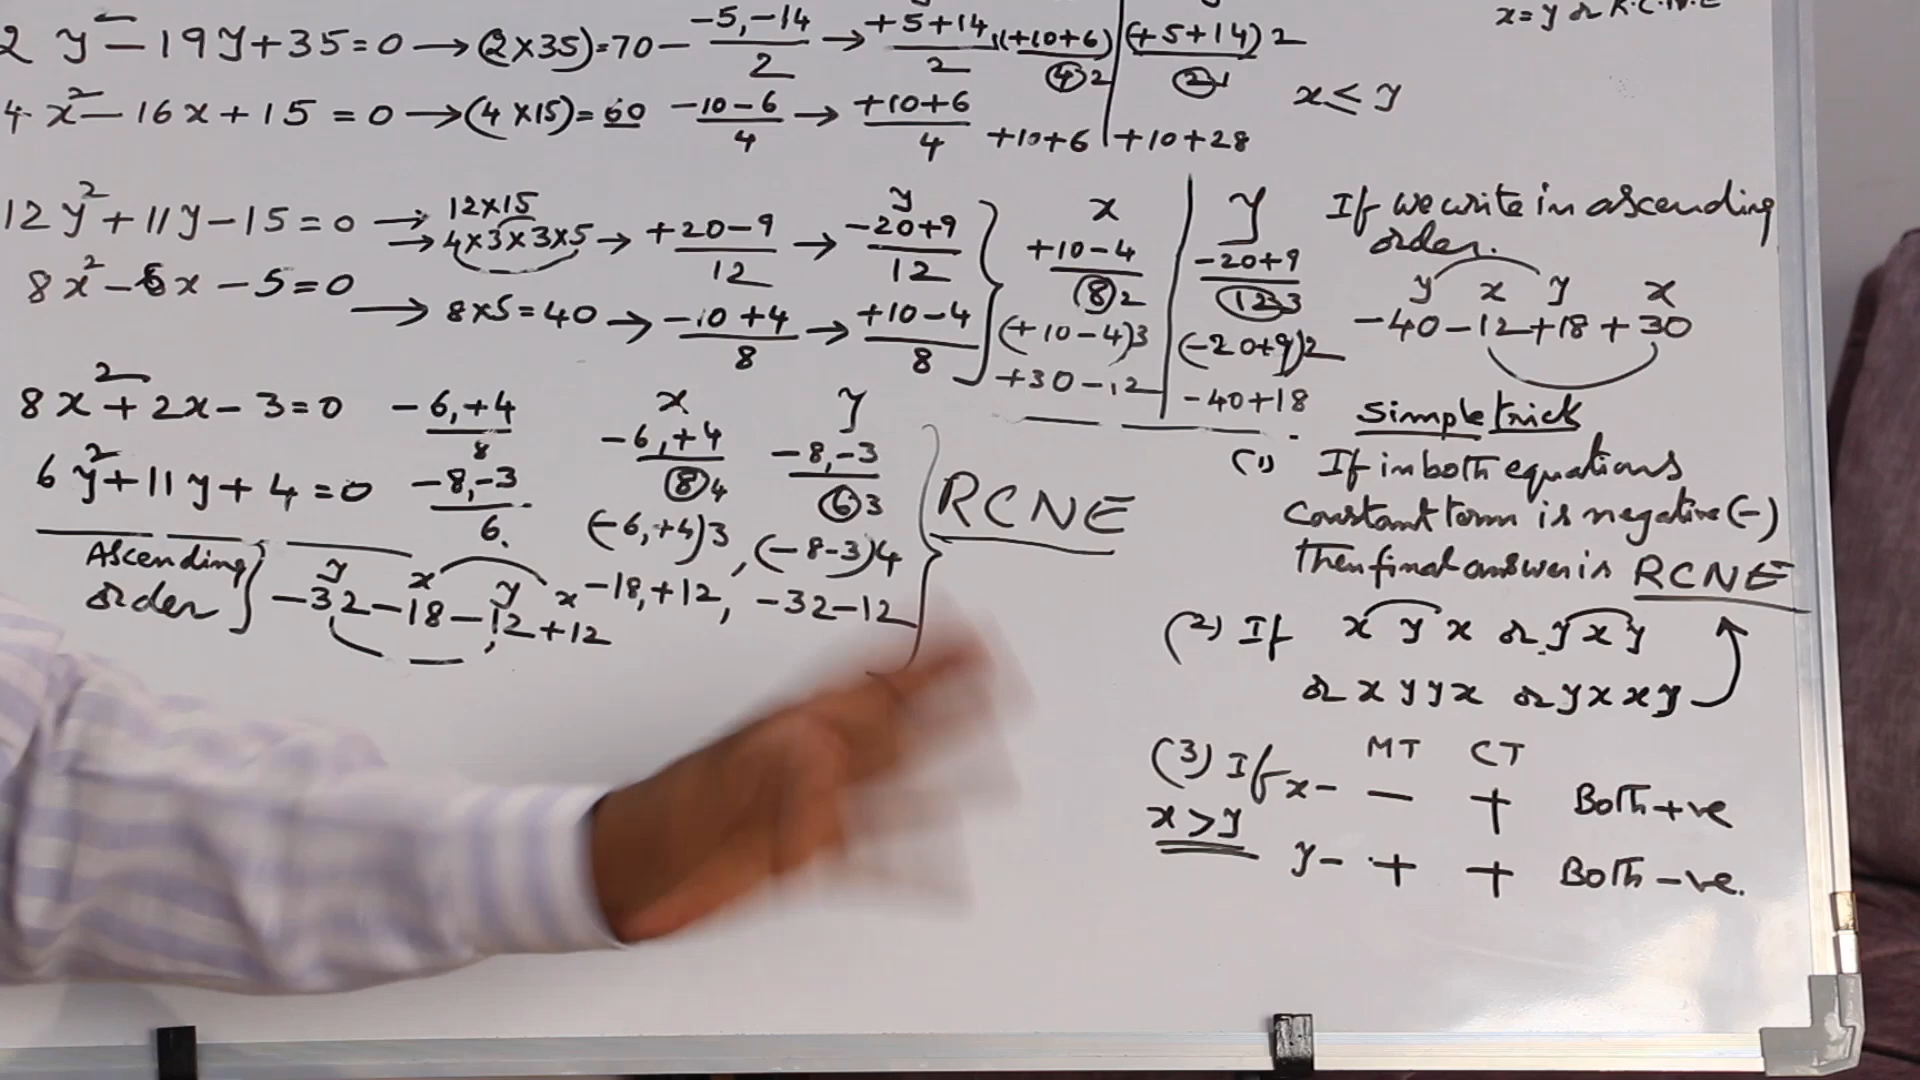 x=y or R.C.N.E
2 y² − 19y + 35 = 0 → (2×35) = 70 − -5,-14/2 → +5+14/2, (+10+6)/④2 | (+5+14)2/②1
x ≤ y
4x² − 16x + 15 = 0 → (4×15) = 60 -10-6/4 → +10+6/4 +10+6 | +10+28
12y² + 11y − 15 = 0 → 12×15
→ 4×3×3×5 → +20-9/12 → y -20+9/12
8x² − 6x − 5 = 0 → 8×5 = 40 → -10+4/8 → +10-4/8
x | y
+10-4/⑧2 | -20+9/⑫3
(+10-4)3 | (-20+9)2
+30-12 | -40+18
If we write in ascending
order.
y x y x
-40-12+18+30
8x² + 2x − 3 = 0 -6,+4/8
6y² + 11y + 4 = 0 -8,-3/6.
x y
-6,+4/⑧4 -8,-3/⑥3
(-6,+4)3, (-8-3)4
-18,+12, -32-12
RCNE
Ascending
order
y x y x
-32-18-12+12
Simple trick
(1) If in both equations
Constant term is negative (-)
Then final answer is RCNE
(2) If x y x or y x y
or x y y x or y x x y
MT CT
(3) If x- - + Both +ve
x>y
y- + + Both -ve.